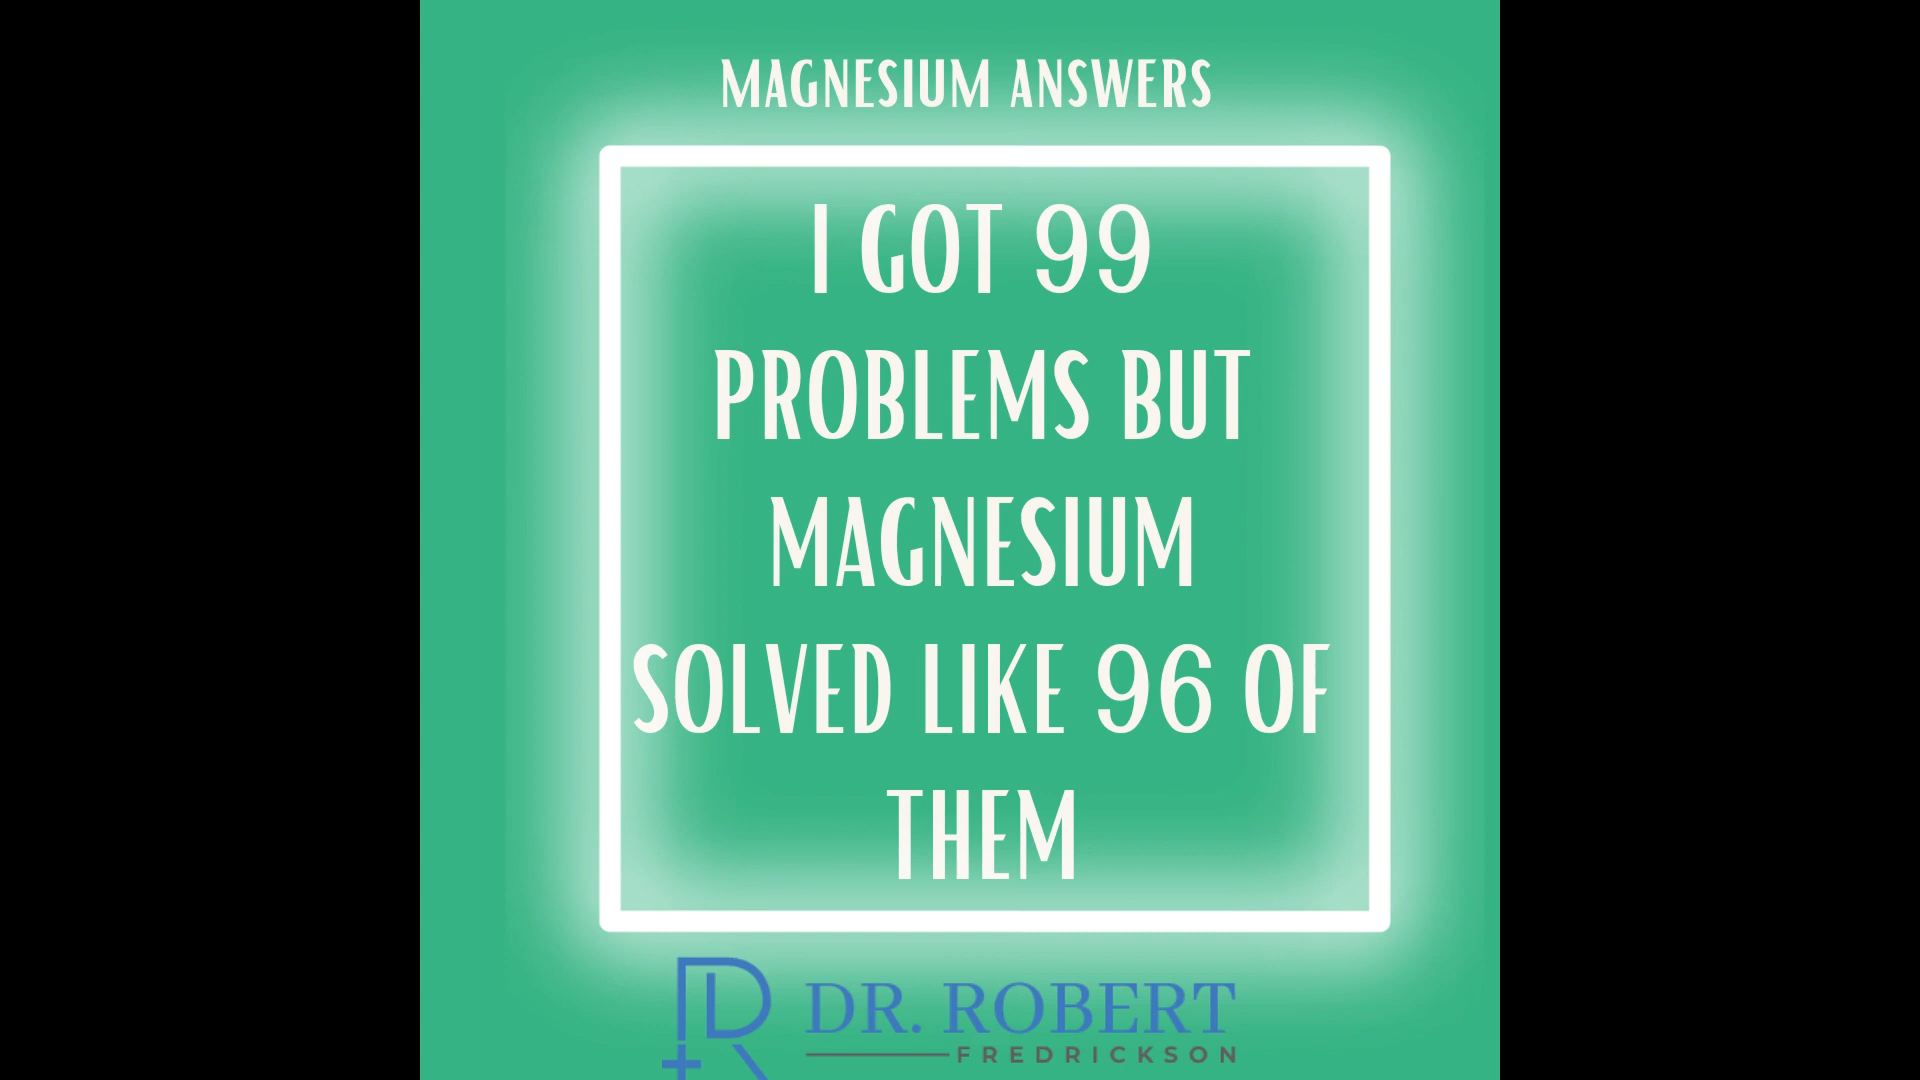 MAGNESIUM ANSWERS
I GOT 99
PROBLEMS BUT
MAGNESIUM
SOLVED LIKE 96 OF
THEM
DR. ROBERT
FREDRICKSON